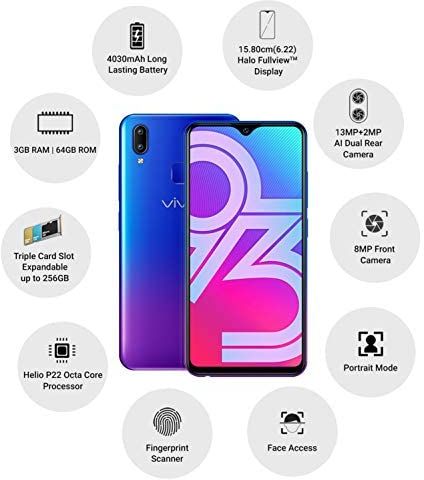 4030mAh Long
Lasting Battery
15.80cm(6.22)
Halo Fullview™
Display
3GB RAM | 64GB ROM
13MP+2MP
AI Dual Rear
Camera
viv
Y93
8MP Front
Camera
Triple Card Slot
Expandable
up to 256GB
Helio P22 Octa Core
Processor
Portrait Mode
Fingerprint
Scanner
Face Access